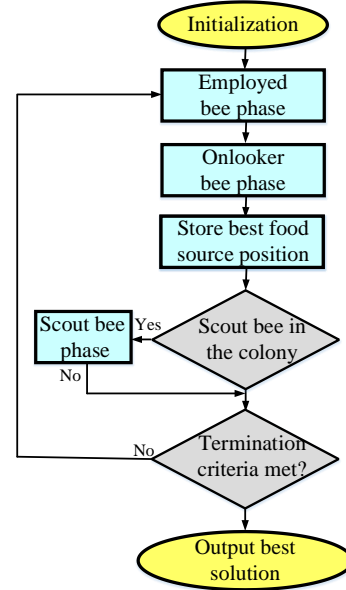 Initialization
Employed
bee phase
Onlooker
bee phase
Store best food
source position
Scout bee in
the colony
Yes
Scout bee
phase
No
Termination
criteria met?
No
Output best
solution